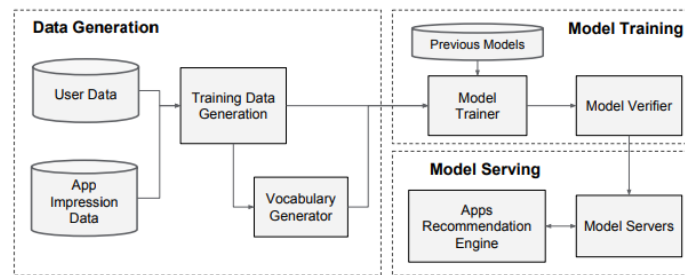 Data Generation
User Data
App
Impression
Data
Training Data
Generation
Vocabulary
Generator
Model Training
Previous Models
Model
Trainer
Model Verifier
Model Serving
Apps
Recommendation
Engine
Model Servers